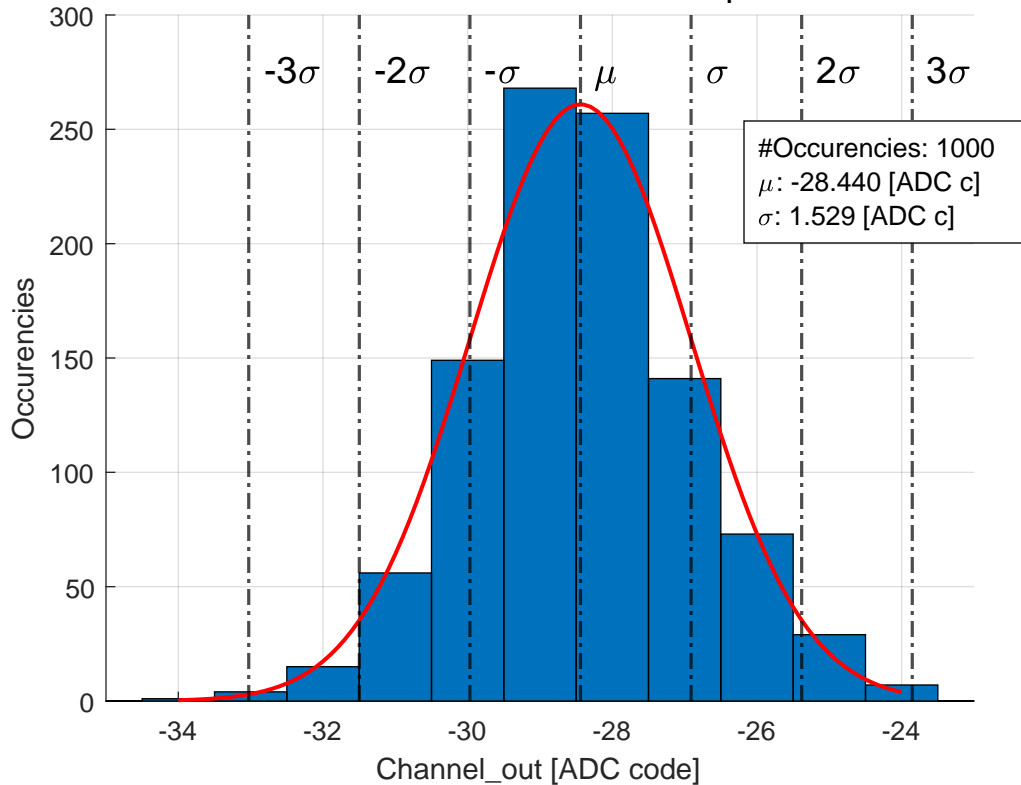 -3σ -2σ -σ μ σ 2σ 3σ
#Occurencies: 1000
μ: -28.440 [ADC c]
σ: 1.529 [ADC c]
Occurencies
300
250
200
150
100
50
0
-34 -32 -30 -28 -26 -24
Channel_out [ADC code]